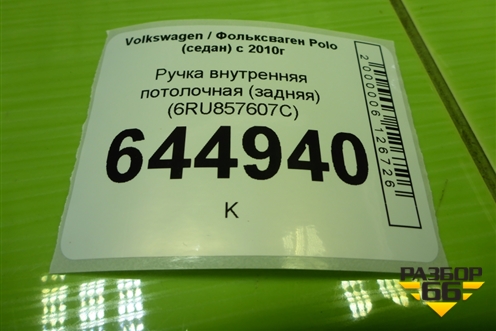 Volkswagen / Фольксваген Polo
(седан) с 2010г
Ручка внутренняя
потолочная (задняя)
(6RU857607C)
644940
K
2000006126726
РАЗБОР
66